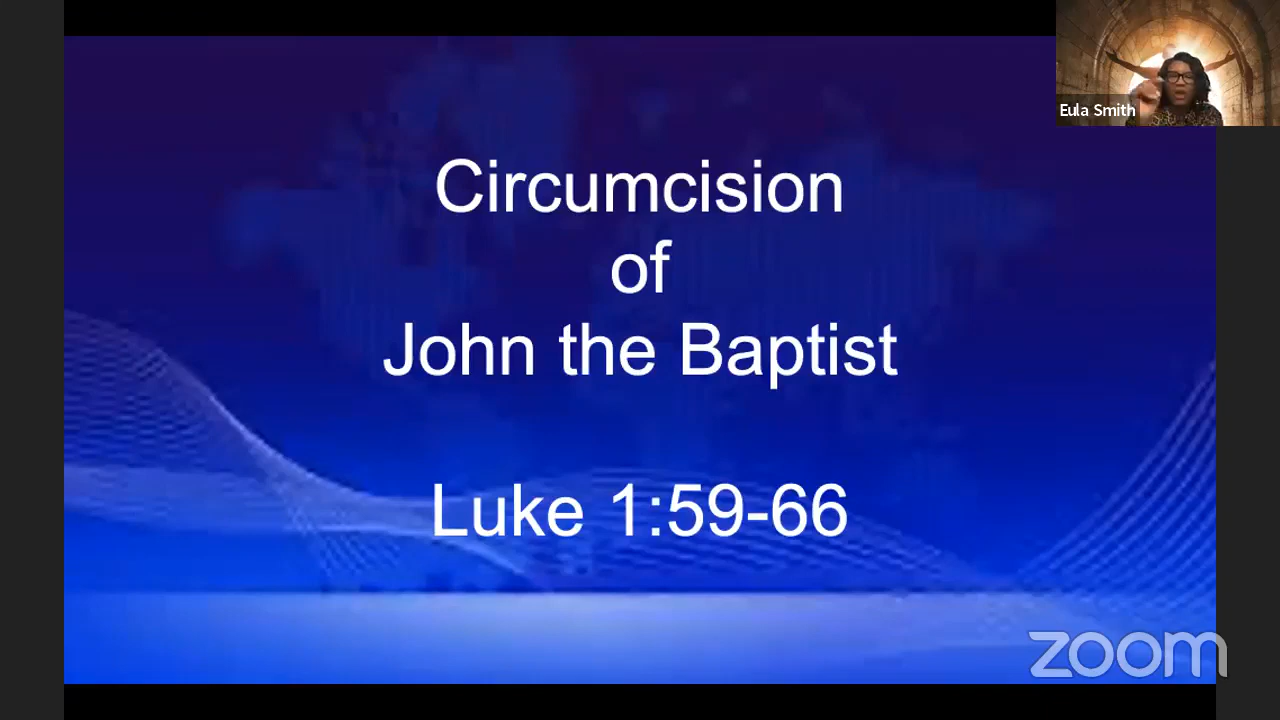 Eula Smith
Circumcision
of
John the Baptist
Luke 1:59-66
zoom